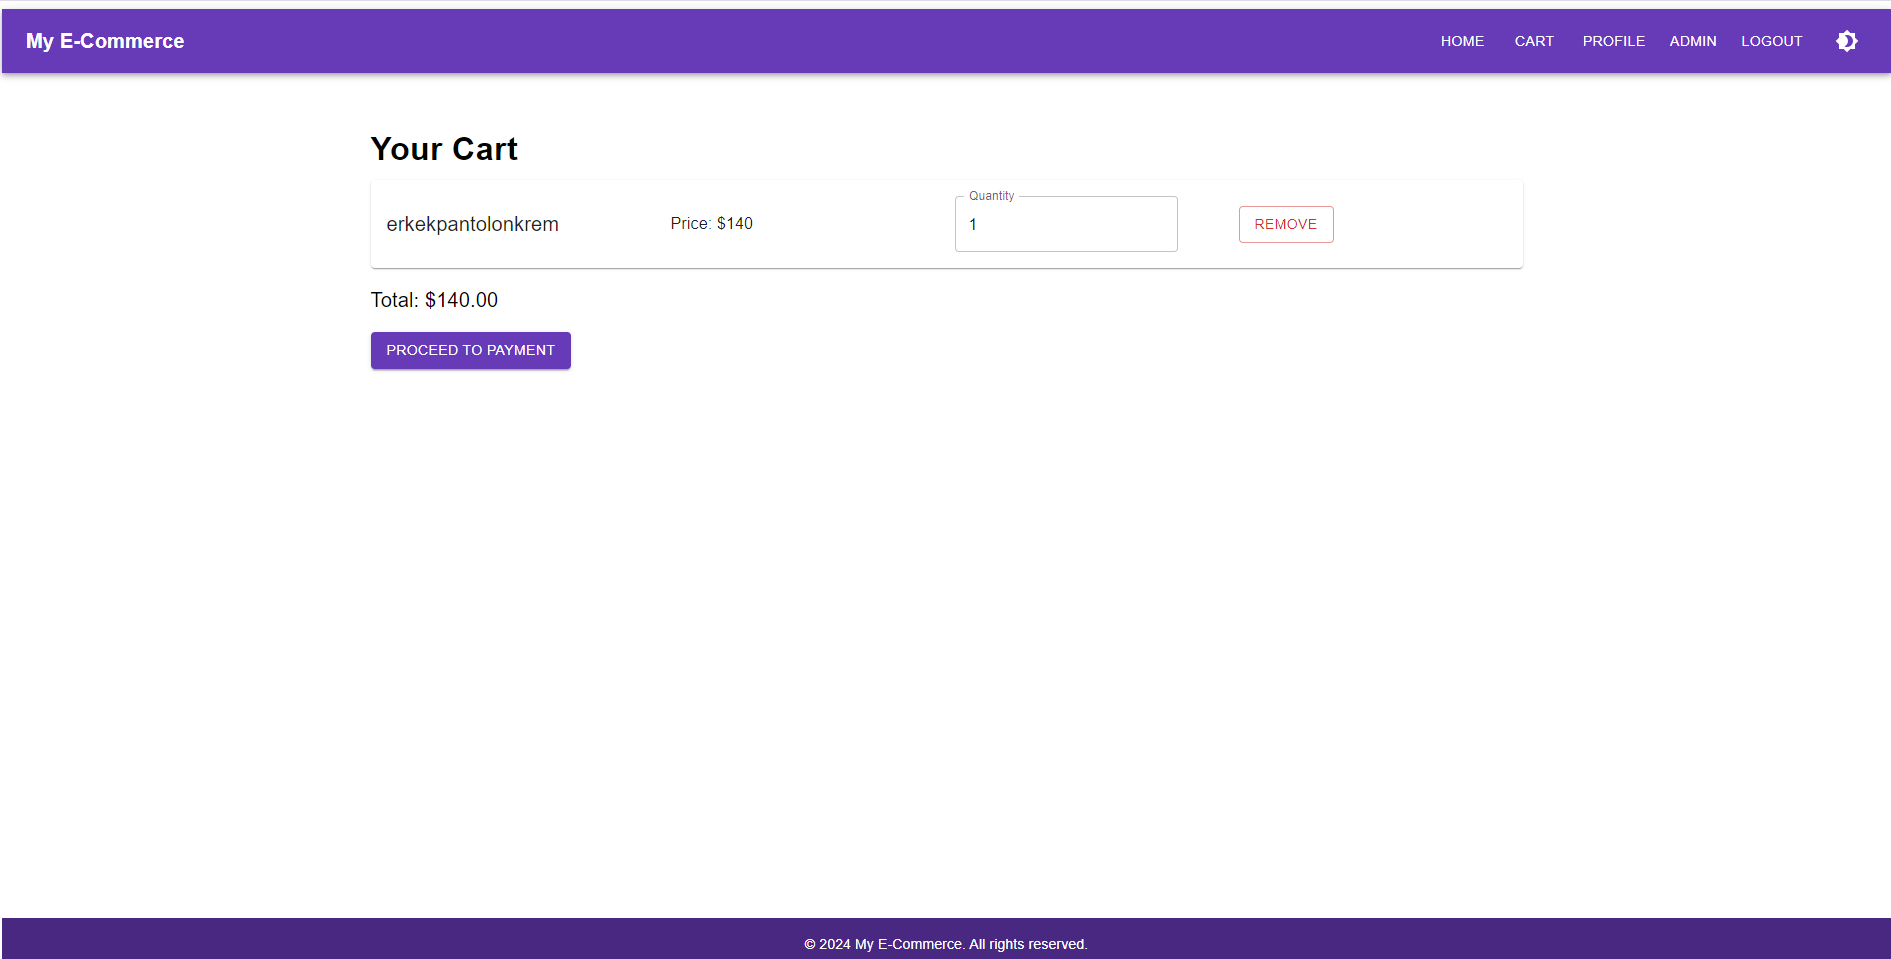 My E-Commerce
HOME CART PROFILE ADMIN LOGOUT
Your Cart
erkekpantolonkrem
Price: $140
Quantity
1
REMOVE
Total: $140.00
PROCEED TO PAYMENT
© 2024 My E-Commerce. All rights reserved.